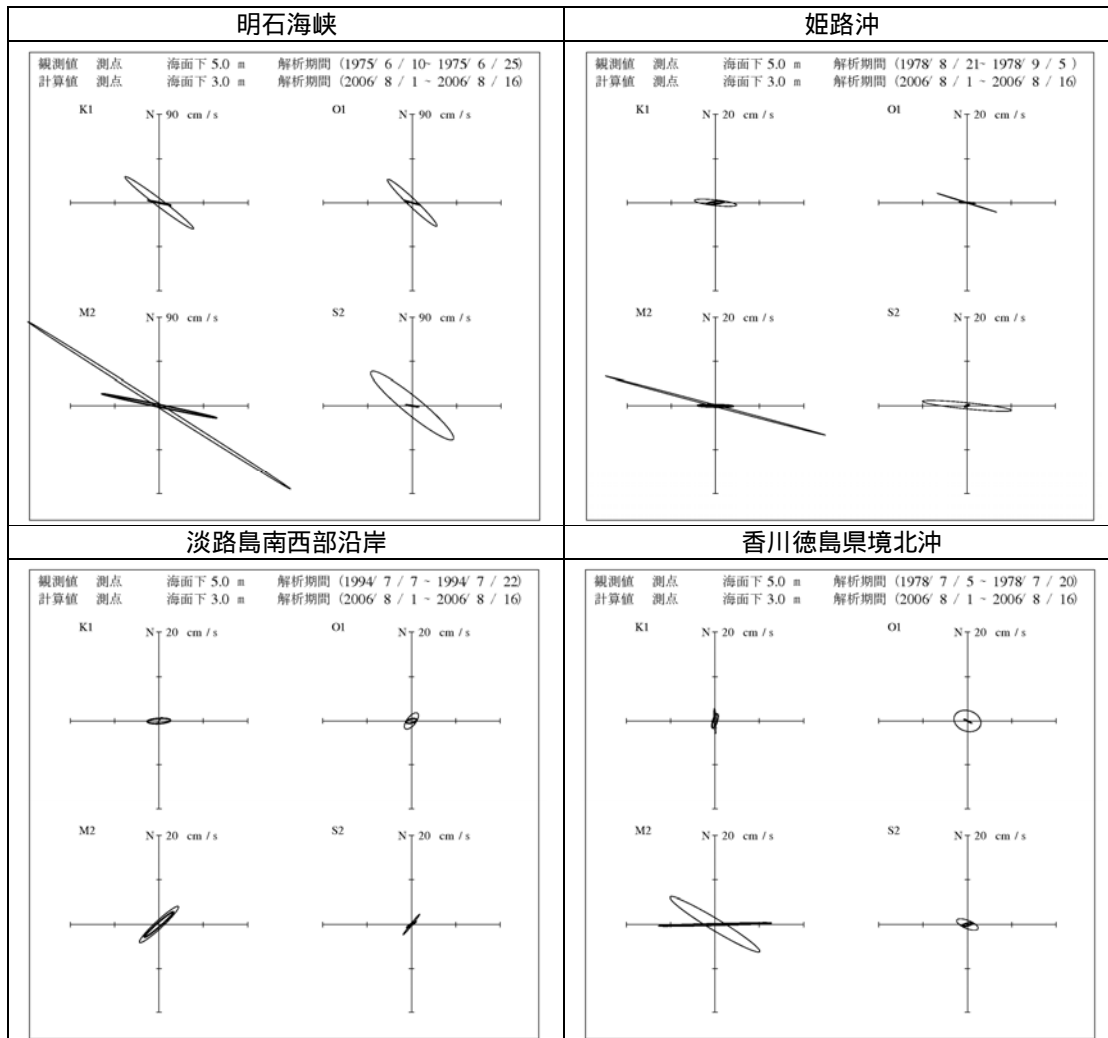 明石海峡
観測値 測点 海面下 5.0 m 解析期間 (1975/ 6 / 10~ 1975/ 6 / 25)
計算値 測点 海面下 3.0 m 解析期間 (2006/ 8 / 1 ~ 2006/ 8 / 16)
K1 N 90 cm / s
O1 N 90 cm / s
M2 N 90 cm / s
S2 N 90 cm / s
姫路沖
観測値 測点 海面下 5.0 m 解析期間 (1978/ 8 / 21~ 1978/ 9 / 5 )
計算値 測点 海面下 3.0 m 解析期間 (2006/ 8 / 1 ~ 2006/ 8 / 16)
K1 N 20 cm / s
O1 N 20 cm / s
M2 N 20 cm / s
S2 N 20 cm / s
淡路島南西部沿岸
観測値 測点 海面下 5.0 m 解析期間 (1994/ 7 / 7 ~ 1994/ 7 / 22)
計算値 測点 海面下 3.0 m 解析期間 (2006/ 8 / 1 ~ 2006/ 8 / 16)
K1 N 20 cm / s
O1 N 20 cm / s
M2 N 20 cm / s
S2 N 20 cm / s
香川徳島県境北沖
観測値 測点 海面下 5.0 m 解析期間 (1978/ 7 / 5 ~ 1978/ 7 / 20)
計算値 測点 海面下 3.0 m 解析期間 (2006/ 8 / 1 ~ 2006/ 8 / 16)
K1 N 20 cm / s
O1 N 20 cm / s
M2 N 20 cm / s
S2 N 20 cm / s